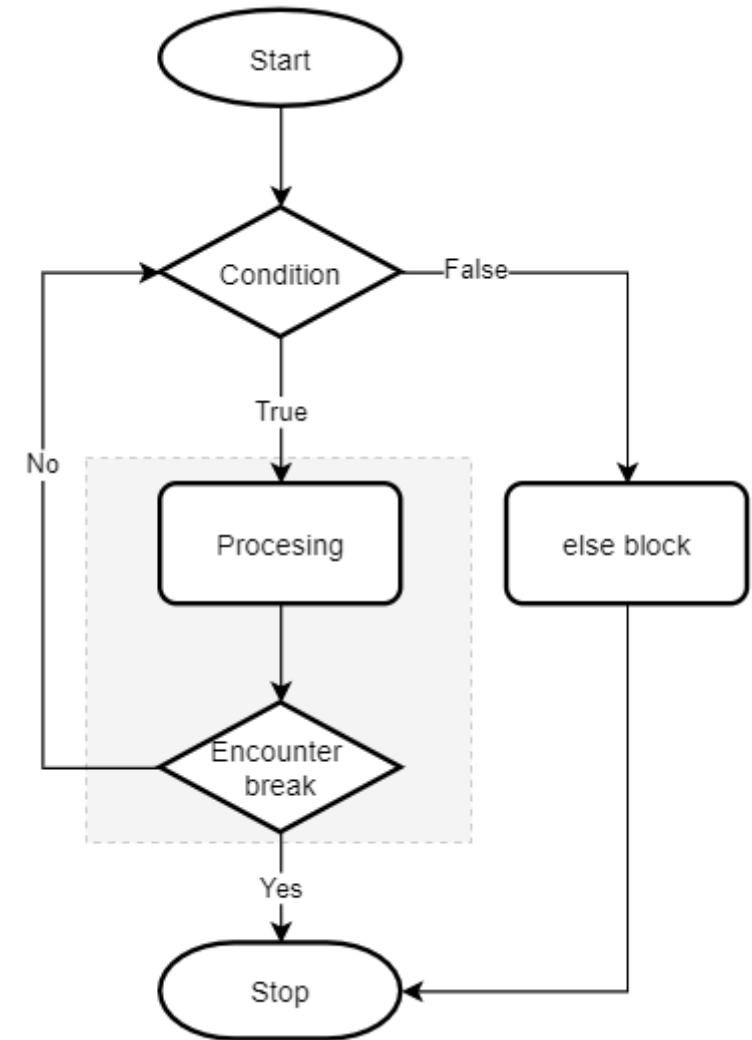 Start
Condition
False
True
No
Procesing
else block
Encounter
break
Yes
Stop